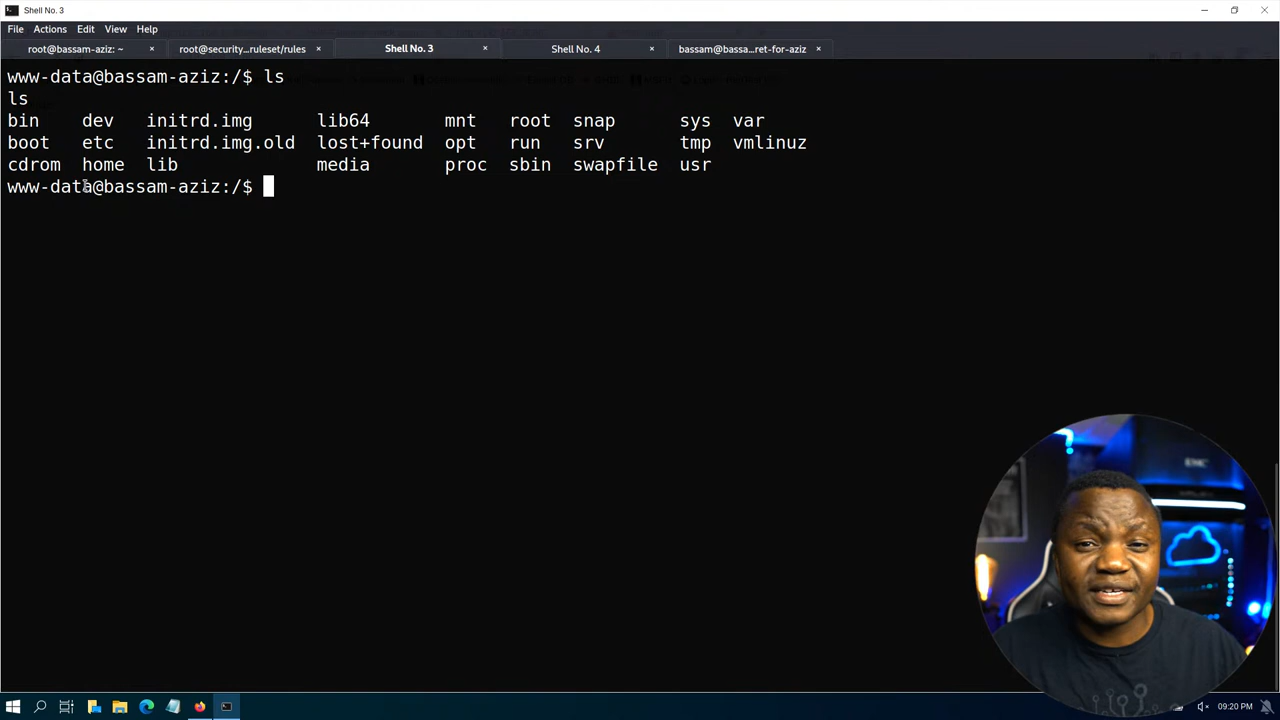 Shell No. 3
File Actions Edit View Help
root@bassam-aziz: ~ × root@security...ruleset/rules × Shell No. 3 × Shell No. 4 × bassam@bassa...ret-for-aziz ×
www-data@bassam-aziz:/$ ls
ls
bin dev initrd.img lib64 mnt root snap sys var
boot etc initrd.img.old lost+found opt run srv tmp vmlinuz
cdrom home lib media proc sbin swapfile usr
www-data@bassam-aziz:/$
EMC
09:20 PM